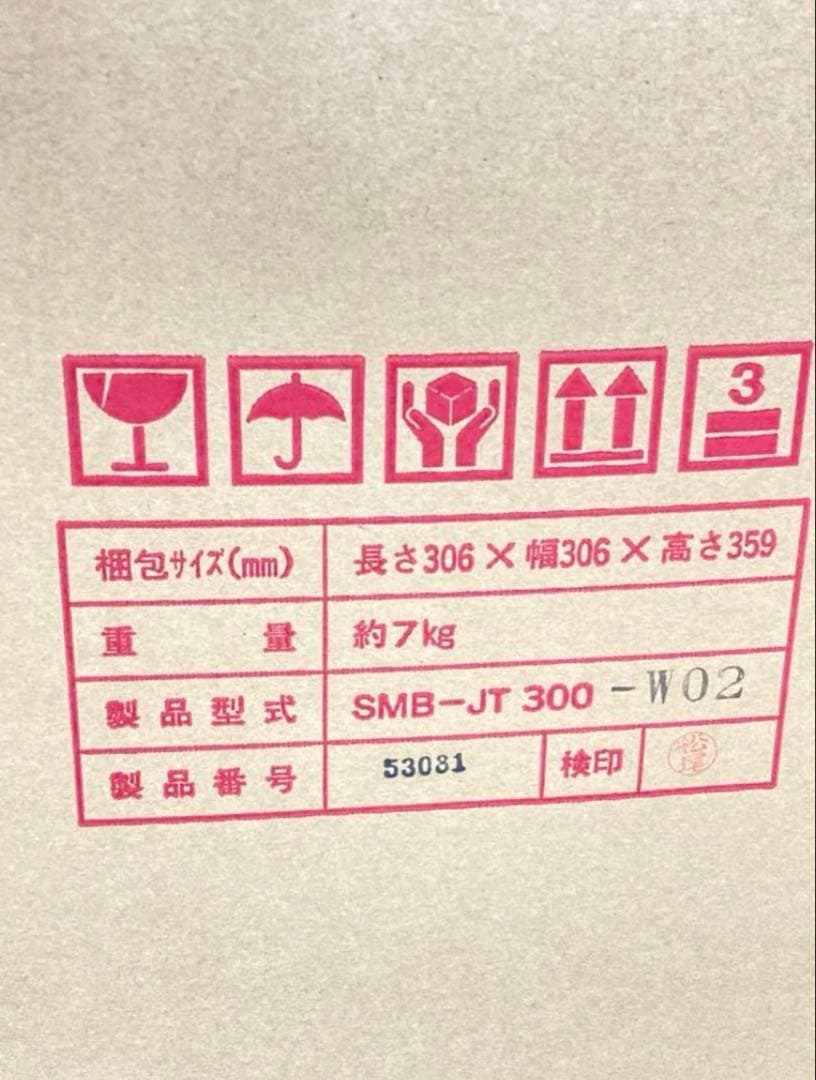 3
梱包サイズ(mm) 長さ306×幅306×高さ359
重量 約7kg
製品型式 SMB-JT 300 -W02
製品番号 53081 検印 松尾